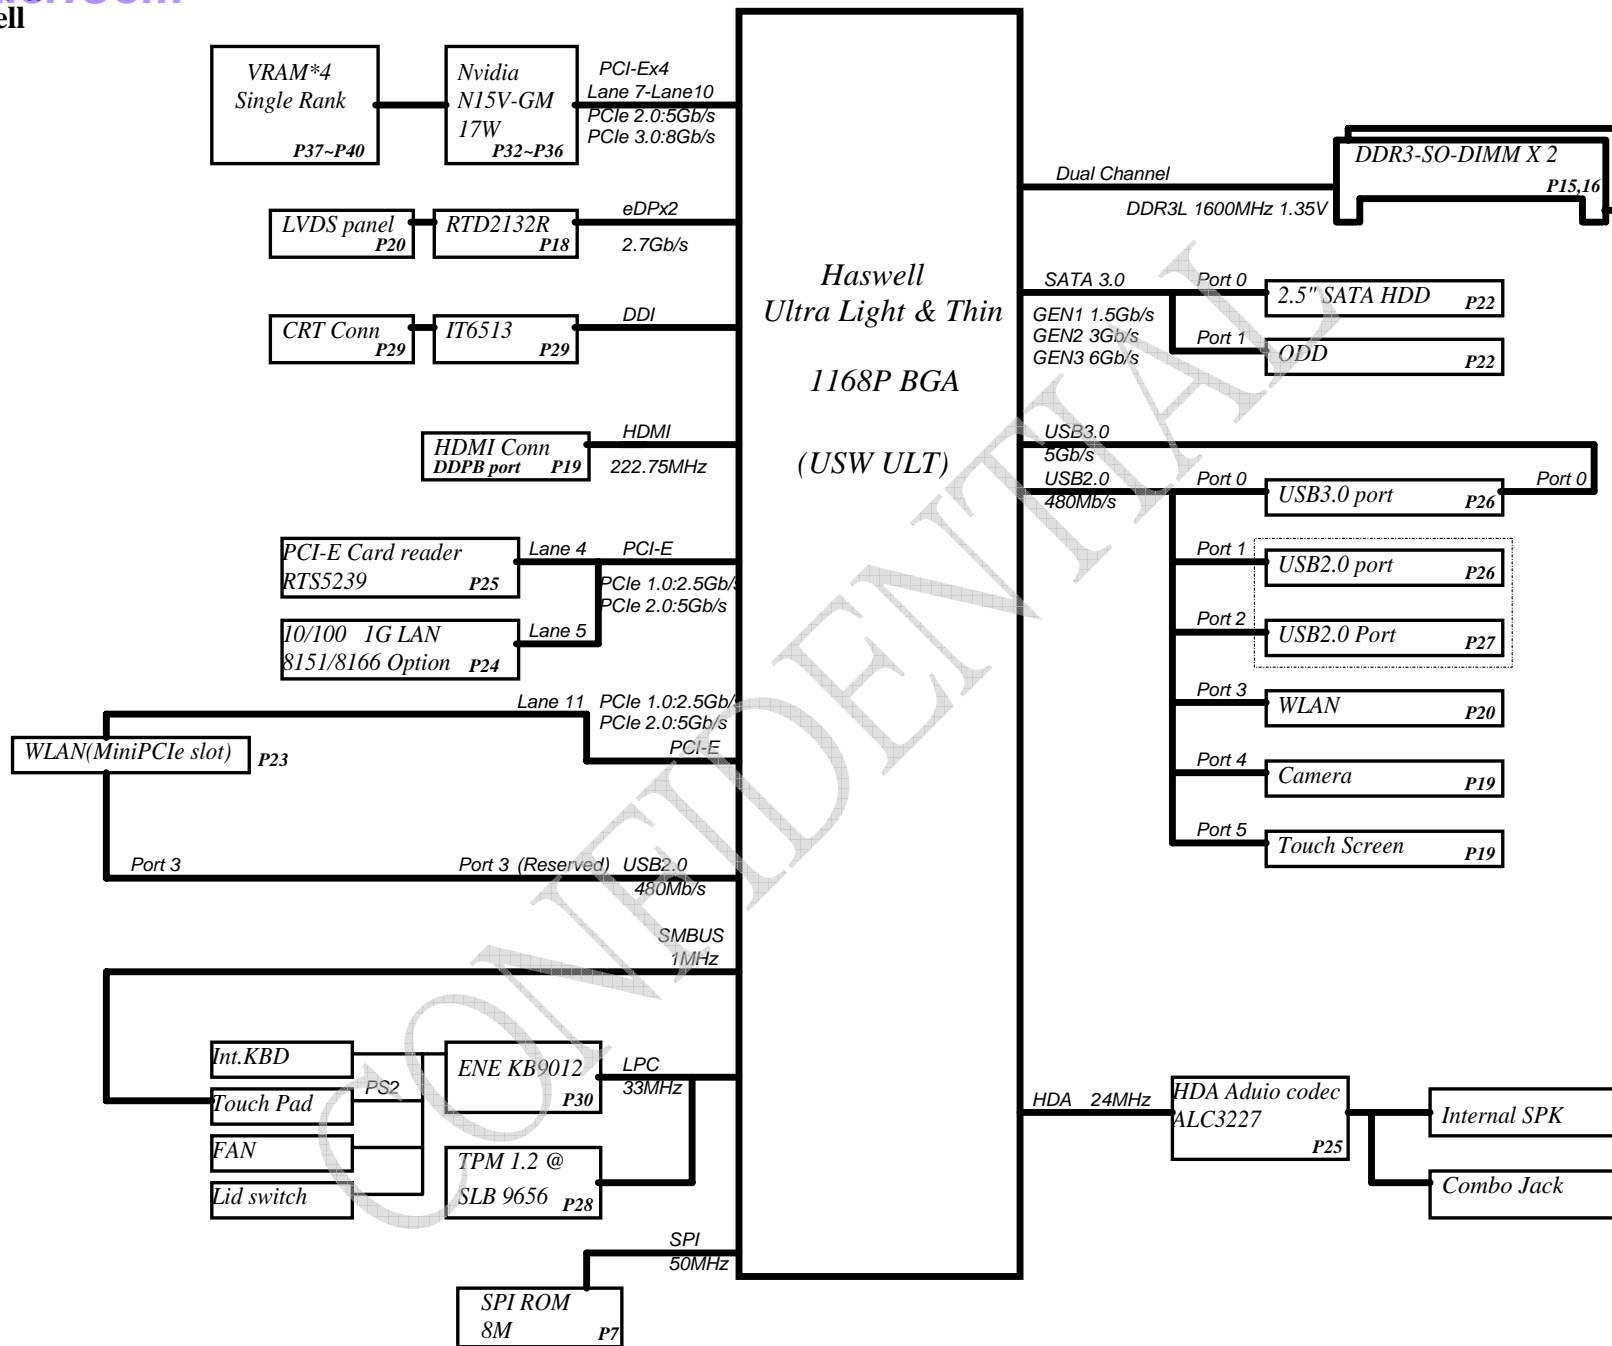 ell
VRAM*4
Single Rank
P37~P40
Nvidia
N15V-GM
17W
P32~P36
PCI-Ex4
Lane 7-Lane10
PCIe 2.0:5Gb/s
PCIe 3.0:8Gb/s
LVDS panel
P20
RTD2132R
P18
eDPx2
2.7Gb/s
CRT Conn
P29
IT6513
P29
DDI
HDMI Conn
DDPB port P19
HDMI
222.75MHz
PCI-E Card reader
RTS5239 P25
Lane 4
PCI-E
PCIe 1.0:2.5Gb/s
PCIe 2.0:5Gb/s
10/100 1G LAN
8151/8166 Option P24
Lane 5
Lane 11
PCIe 1.0:2.5Gb/s
PCIe 2.0:5Gb/s
PCI-E
WLAN(MiniPCIe slot) P23
Port 3
Port 3 (Reserved) USB2.0
480Mb/s
SMBUS
1MHz
Int.KBD
Touch Pad
FAN
Lid switch
PS2
ENE KB9012
P30
LPC
33MHz
TPM 1.2 @
SLB 9656 P28
SPI
50MHz
SPI ROM
8M P7
Haswell
Ultra Light & Thin
1168P BGA
(USW ULT)
Dual Channel
DDR3L 1600MHz 1.35V
DDR3-SO-DIMM X 2
P15,16
SATA 3.0
GEN1 1.5Gb/s
GEN2 3Gb/s
GEN3 6Gb/s
Port 0
2.5" SATA HDD P22
Port 1
ODD P22
USB3.0
5Gb/s
USB2.0
480Mb/s
Port 0
USB3.0 port P26
Port 0
Port 1
USB2.0 port P26
Port 2
USB2.0 Port P27
Port 3
WLAN P20
Port 4
Camera P19
Port 5
Touch Screen P19
HDA 24MHz
HDA Aduio codec
ALC3227
P25
Internal SPK
Combo Jack
CONFIDENTIAL